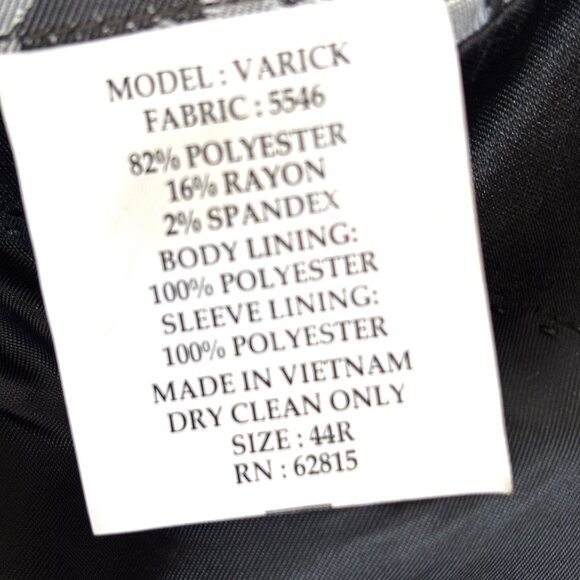 MODEL : VARICK
FABRIC : 5546
82% POLYESTER
16% RAYON
2% SPANDEX
BODY LINING:
100% POLYESTER
SLEEVE LINING:
100% POLYESTER
MADE IN VIETNAM
DRY CLEAN ONLY
SIZE : 44R
RN : 62815